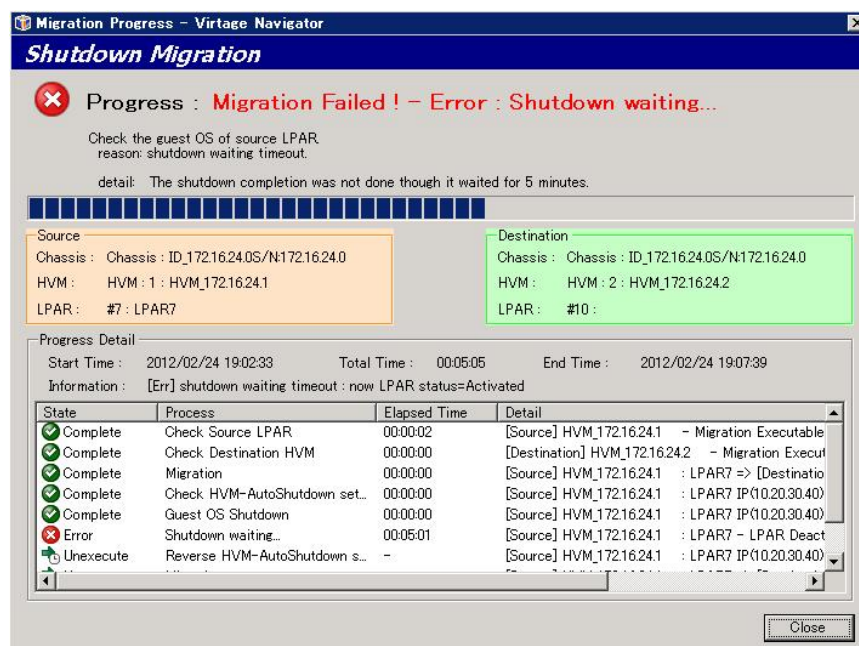 Migration Progress - Virtage Navigator
Shutdown Migration
Progress : Migration Failed ! - Error : Shutdown waiting...
Check the guest OS of source LPAR.
reason: shutdown waiting timeout.
detail: The shutdown completion was not done though it waited for 5 minutes.
Source
Chassis : Chassis : ID_172.16.24.0S/N:172.16.24.0
HVM : HVM : 1 : HVM_172.16.24.1
LPAR : #7 : LPAR7
Destination
Chassis : Chassis : ID_172.16.24.0S/N:172.16.24.0
HVM : HVM : 2 : HVM_172.16.24.2
LPAR : #10 :
Progress Detail
Start Time : 2012/02/24 19:02:33 Total Time : 00:05:05 End Time : 2012/02/24 19:07:39
Information : [Err] shutdown waiting timeout : now LPAR status=Activated
State Process Elapsed Time Detail
Complete Check Source LPAR 00:00:02 [Source] HVM_172.16.24.1 - Migration Executable
Complete Check Destination HVM 00:00:00 [Destination] HVM_172.16.24.2 - Migration Execut
Complete Migration 00:00:00 [Source] HVM_172.16.24.1 : LPAR7 => [Destinatio
Complete Check HVM-AutoShutdown set... 00:00:00 [Source] HVM_172.16.24.1 : LPAR7 IP(10.20.30.40)
Complete Guest OS Shutdown 00:00:00 [Source] HVM_172.16.24.1 : LPAR7 IP(10.20.30.40)
Error Shutdown waiting... 00:05:01 [Source] HVM_172.16.24.1 : LPAR7 - LPAR Deact
Unexecute Reverse HVM-AutoShutdown s... - [Source] HVM_172.16.24.1 : LPAR7 IP(10.20.30.40)
Close